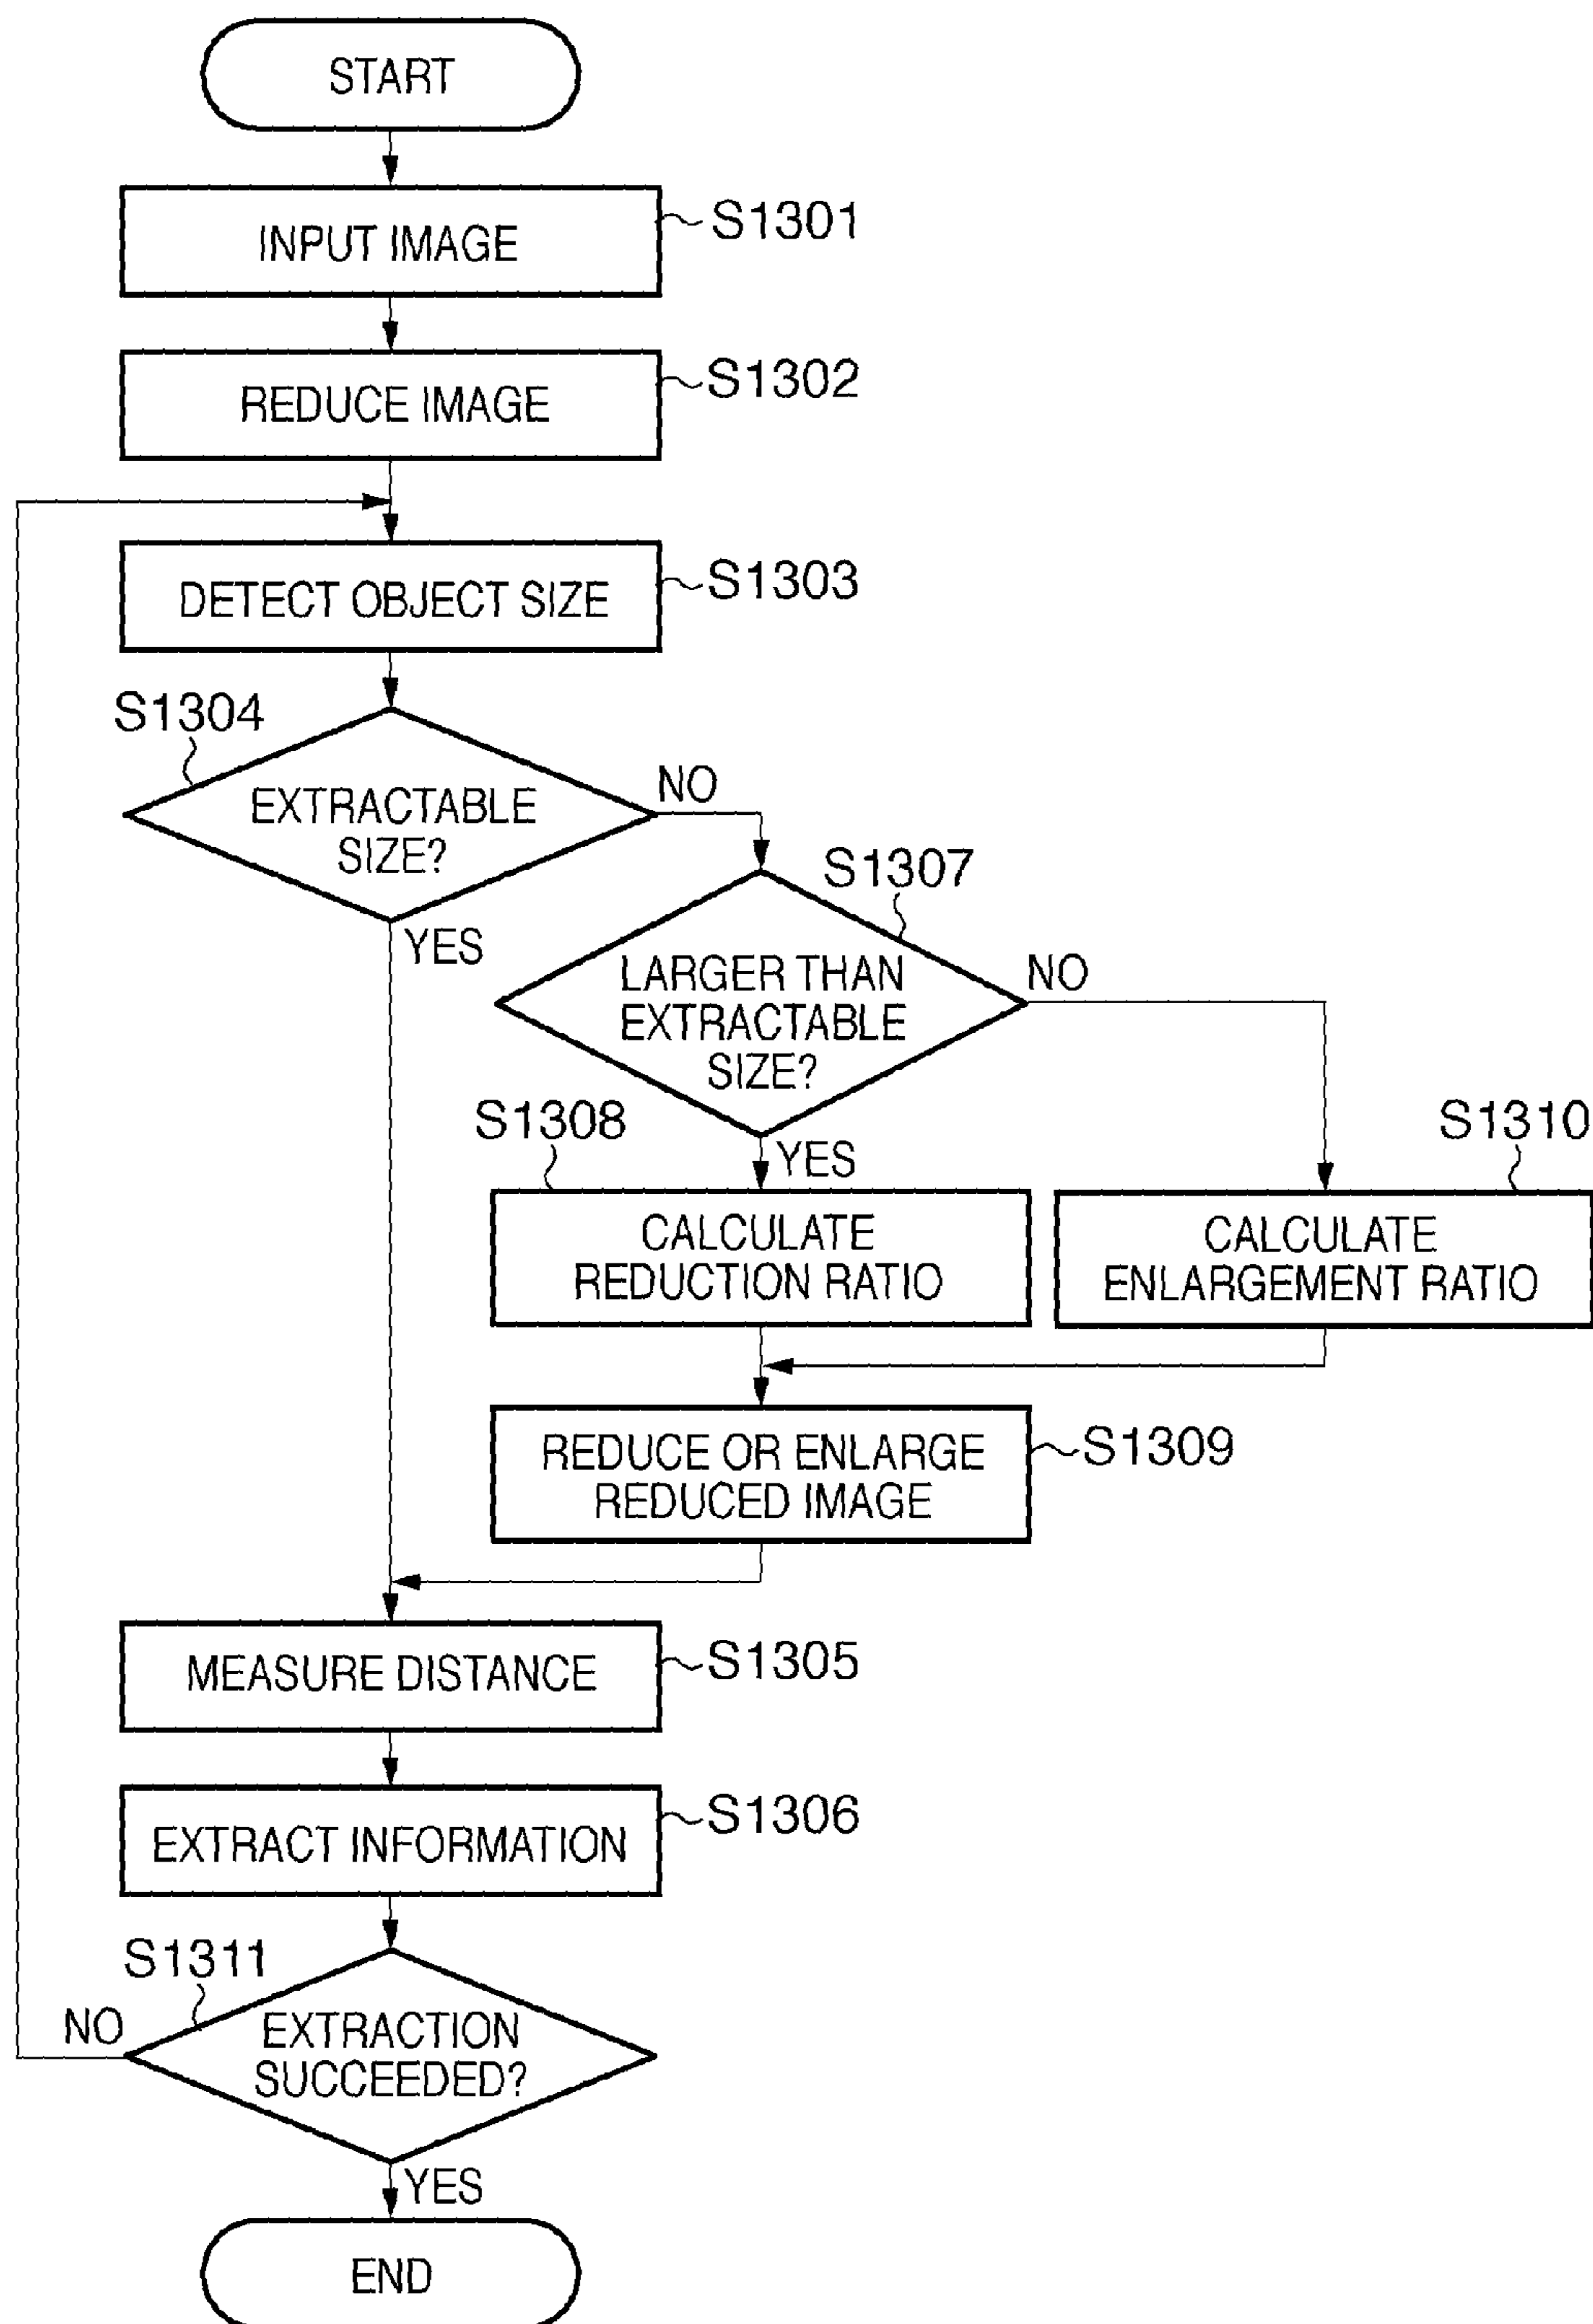 START
INPUT IMAGE
S1301
REDUCE IMAGE
S1302
DETECT OBJECT SIZE
S1303
S1304
EXTRACTABLE
SIZE?
NO
YES
S1307
LARGER THAN
EXTRACTABLE
SIZE?
NO
YES
S1308
CALCULATE
REDUCTION RATIO
S1310
CALCULATE
ENLARGEMENT RATIO
REDUCE OR ENLARGE
REDUCED IMAGE
S1309
MEASURE DISTANCE
S1305
EXTRACT INFORMATION
S1306
S1311
EXTRACTION
SUCCEEDED?
NO
YES
END